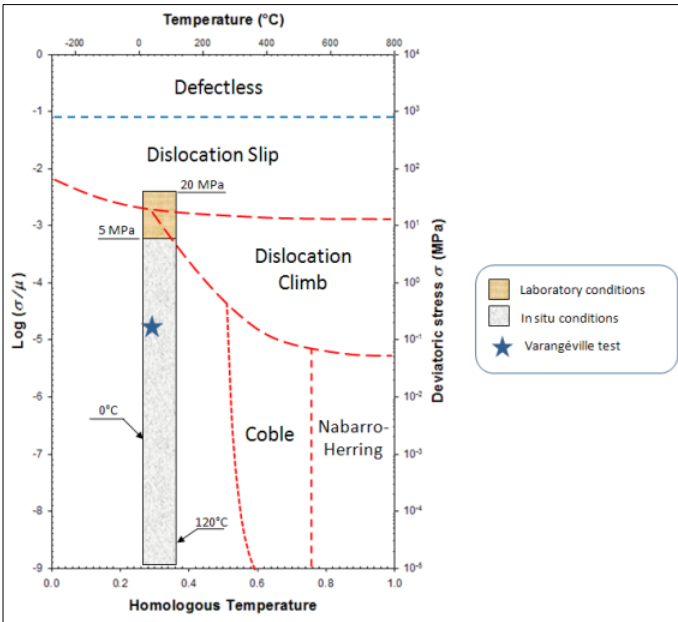 Temperature (°C)
-200 0 200 400 600 800
0 10⁴
Defectless
-1 10³
Dislocation Slip
-2 10²
20 MPa
-3 10¹
5 MPa
Dislocation
Climb
-4 10⁰
Log (σ/μ)
Deviatoric stress σ (MPa)
-5 10⁻¹
-6 10⁻²
0°C
Coble
Nabarro-
Herring
-7 10⁻³
-8 10⁻⁴
120°C
-9 10⁻⁵
0.0 0.2 0.4 0.6 0.8 1.0
Homologous Temperature
Laboratory conditions
In situ conditions
Varangéville test